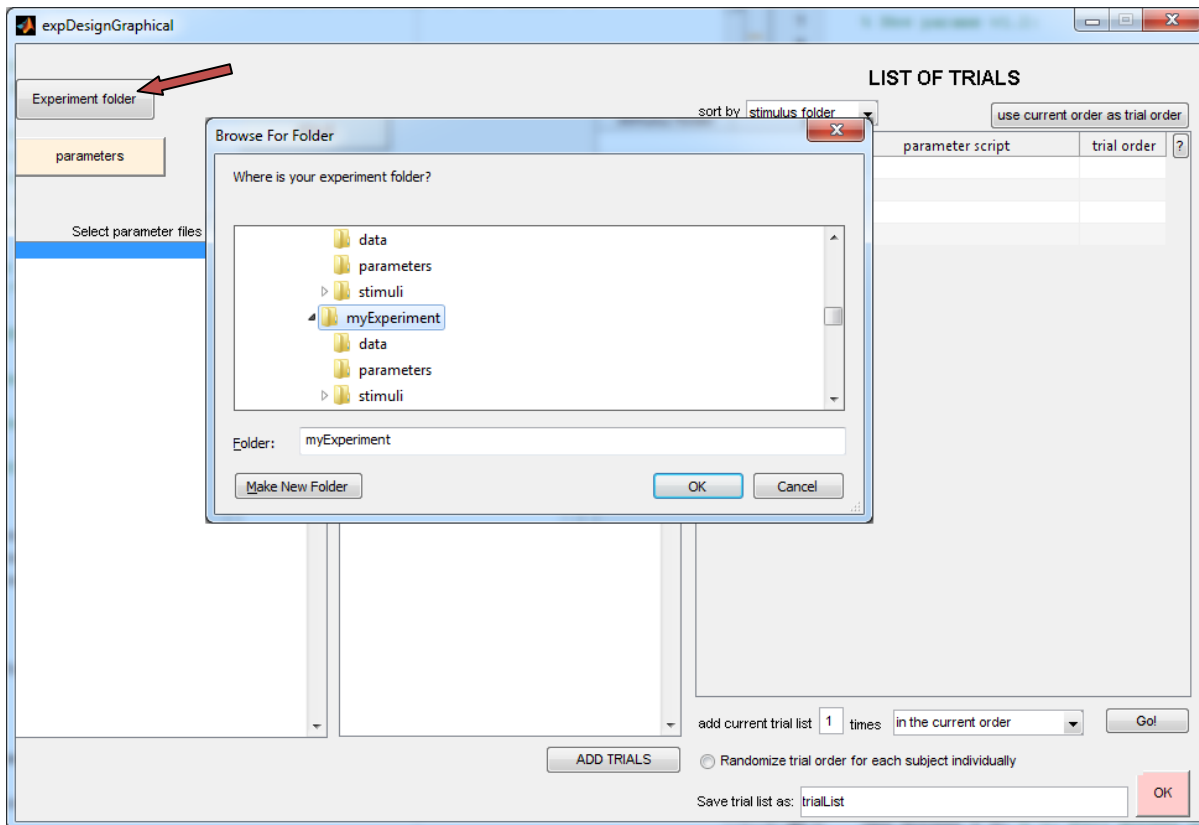 expDesignGraphical
LIST OF TRIALS
Experiment folder
sort by stimulus folder
use current order as trial order
Browse For Folder
parameters
parameter script
trial order
?
Where is your experiment folder?
Select parameter files
data
parameters
stimuli
myExperiment
data
parameters
stimuli
Folder: myExperiment
Make New Folder
OK
Cancel
add current trial list 1 times in the current order
Go!
ADD TRIALS
Randomize trial order for each subject individually
Save trial list as: trialList
OK